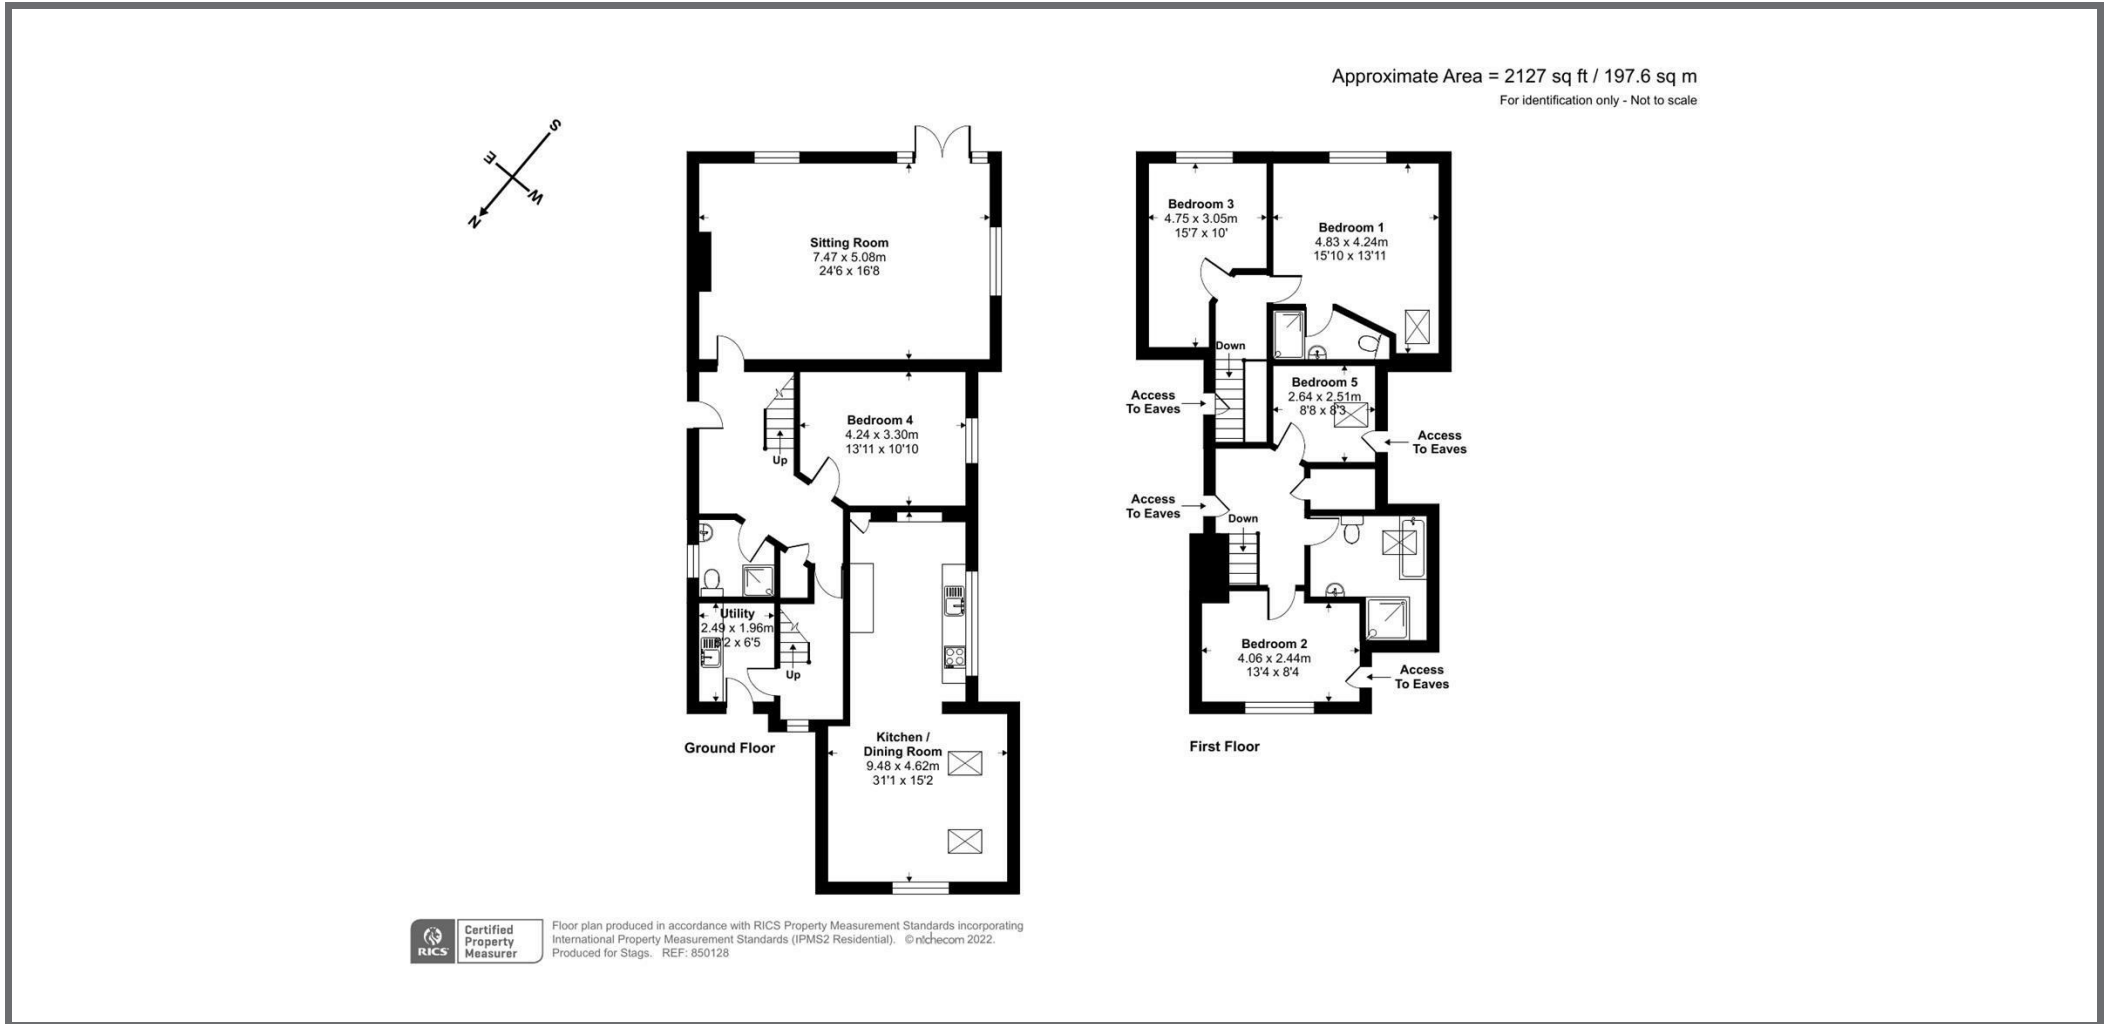 Approximate Area = 2127 sq ft / 197.6 sq m
For identification only - Not to scale
S
E
W
N
Sitting Room
7.47 x 5.08m
24'6 x 16'8
Bedroom 4
4.24 x 3.30m
13'11 x 10'10
Up
Utility
2.49 x 1.96m
x 6'5
Up
Kitchen /
Dining Room
9.48 x 4.62m
31'1 x 15'2
Ground Floor
Bedroom 3
4.75 x 3.05m
15'7 x 10'
Bedroom 1
4.83 x 4.24m
15'10 x 13'11
Down
Bedroom 5
2.64 x 2.51m
8'8 x 8'3
Access
To Eaves
Access
To Eaves
Access
To Eaves
Down
Bedroom 2
4.06 x 2.44m
13'4 x 8'4
Access
To Eaves
First Floor
RICS
Certified
Property
Measurer
Floor plan produced in accordance with RICS Property Measurement Standards incorporating
International Property Measurement Standards (IPMS2 Residential). © nichecom 2022.
Produced for Stags. REF: 850128